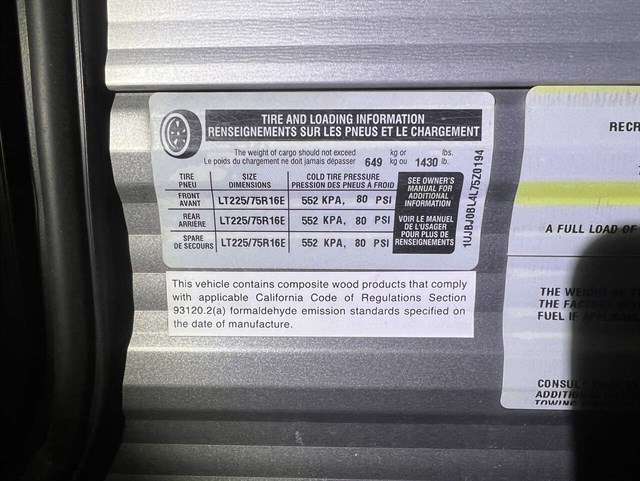 TIRE AND LOADING INFORMATION
RENSEIGNEMENTS SUR LES PNEUS ET LE CHARGEMENT
The weight of cargo should not exceed kg or lbs.
Le poids du chargement ne doit jamais dépasser 649 kg ou 1430 lb.
TIRE SIZE COLD TIRE PRESSURE
PNEU DIMENSIONS PRESSION DES PNEUS A FROID
FRONT
AVANT LT225/75R16E 552 KPA, 80 PSI
REAR
ARRIÈRE LT225/75R16E 552 KPA, 80 PSI
SPARE
DE SECOURS LT225/75R16E 552 KPA, 80 PSI
SEE OWNER'S
MANUAL FOR
ADDITIONAL
INFORMATION
VOIR LE MANUEL
DE L'USAGER
POUR PLUS DE
RENSEIGNEMENTS
1UJBJ0BL4L75Z0194
This vehicle contains composite wood products that comply
with applicable California Code of Regulations Section
93120.2(a) formaldehyde emission standards specified on
the date of manufacture.
RECR
A FULL LOAD OF
THE
THE
FUEL IF
CONSUL
ADDITION
TOWING